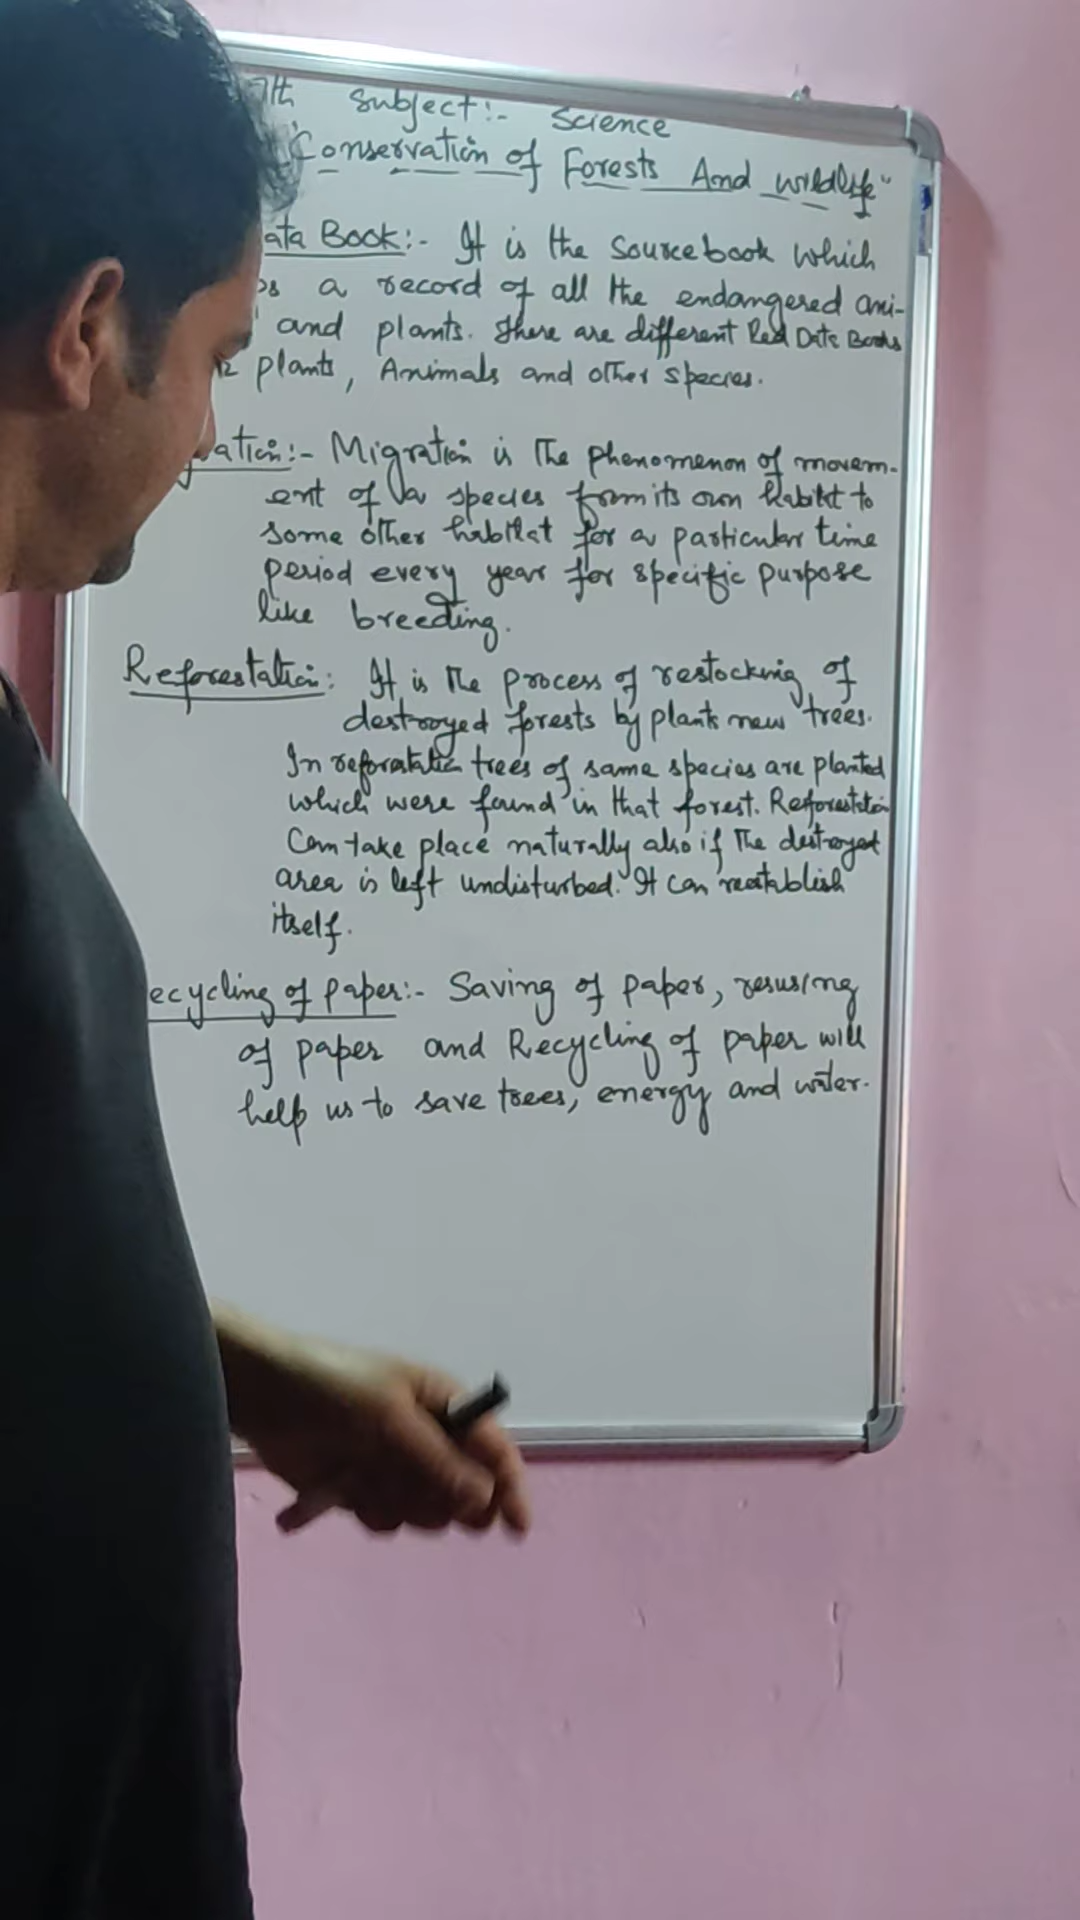 7th Subject:- Science
"Conservation of Forests And wildlife"
ata Book:- It is the Sourcebook which
ps a record of all the endangered ani-
and plants. There are different Red Data Books
plants, Animals and other species.
ration:- Migration is the phenomenon of movem-
ent of a species from its own habitat to
some other habitat for a particular time
period every year for specific purpose
like breeding.
Reforestation: It is the process of restocking of
destroyed forests by plants new trees.
In reforestation trees of same species are planted
which were found in that forest. Reforestation
Can take place naturally also if the destroyed
area is left undisturbed. It can reestablish
itself.
ecycling of paper:- Saving of paper, resusing
of paper and Recycling of paper will
help us to save trees, energy and water.